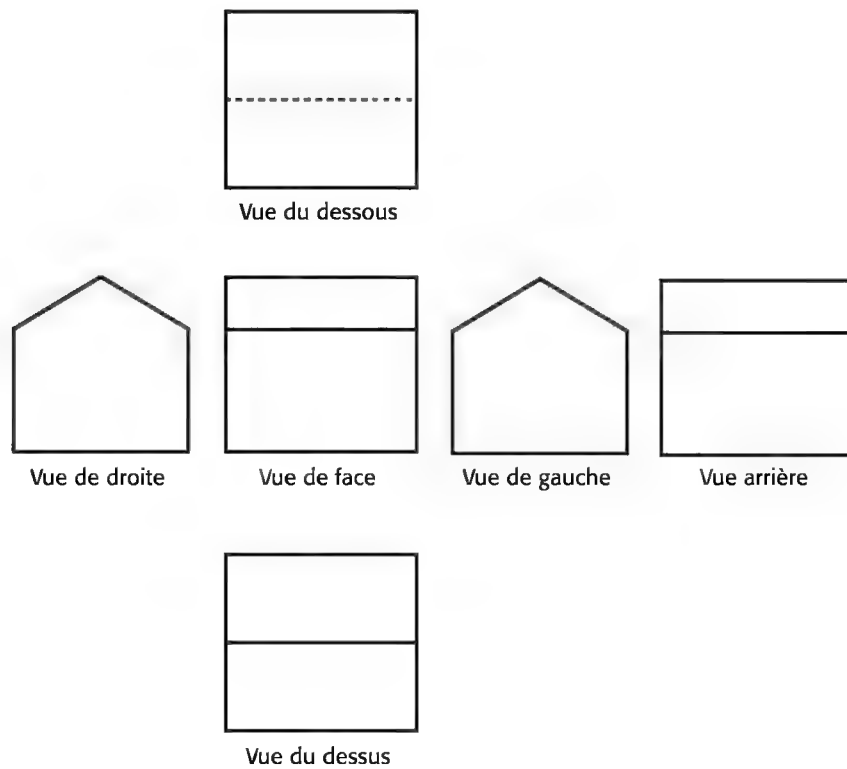 Vue du dessous
Vue de droite
Vue de face
Vue de gauche
Vue arrière
Vue du dessus